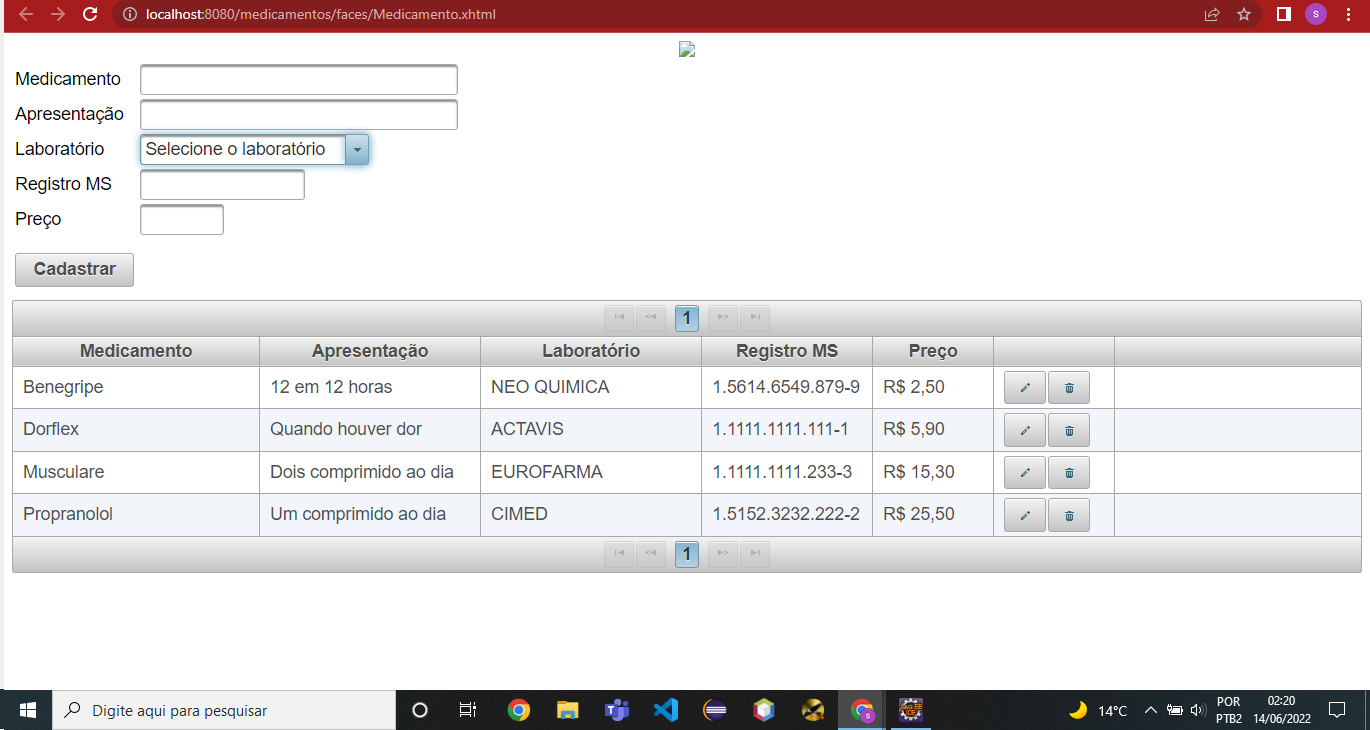 localhost:8080/medicamentos/faces/Medicamento.xhtml
S
Medicamento
Apresentação
Laboratório Selecione o laboratório
Registro MS
Preço
Cadastrar
1
Medicamento Apresentação Laboratório Registro MS Preço
Benegripe 12 em 12 horas NEO QUIMICA 1.5614.6549.879-9 R$ 2,50
Dorflex Quando houver dor ACTAVIS 1.1111.1111.111-1 R$ 5,90
Musculare Dois comprimido ao dia EUROFARMA 1.1111.1111.233-3 R$ 15,30
Propranolol Um comprimido ao dia CIMED 1.5152.3232.222-2 R$ 25,50
1
Digite aqui para pesquisar
14°C
POR
PTB2
02:20
14/06/2022